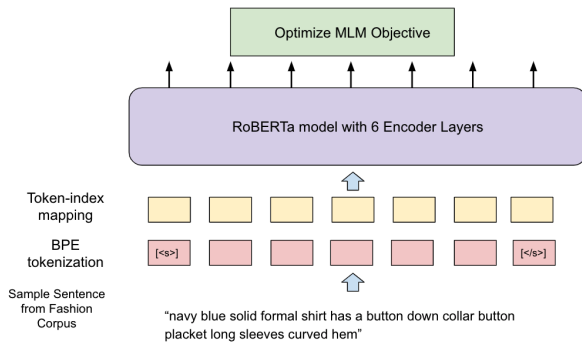 Optimize MLM Objective
RoBERTa model with 6 Encoder Layers
Token-index
mapping
BPE
tokenization
[<s>]
[</s>]
Sample Sentence
from Fashion
Corpus
“navy blue solid formal shirt has a button down collar button
placket long sleeves curved hem”